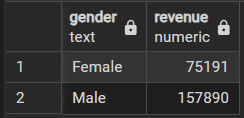 gender revenue
text numeric
1 Female 75191
2 Male 157890